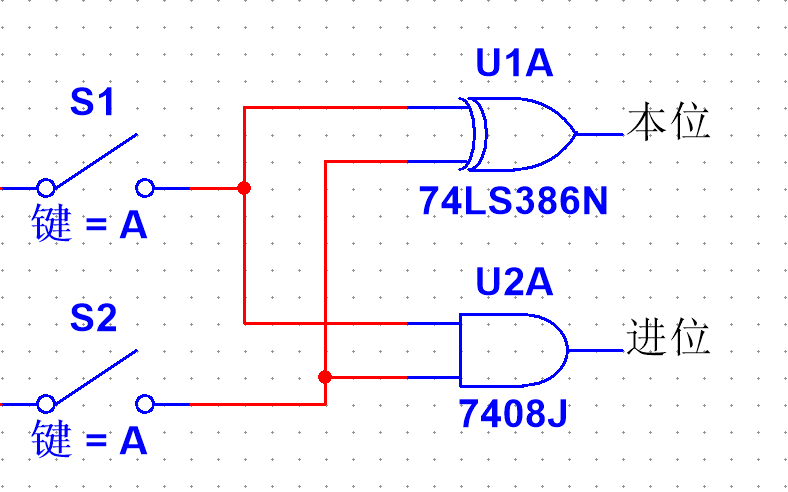 U1A
S1
本位
74LS386N
键 = A
U2A
S2
进位
7408J
键 = A